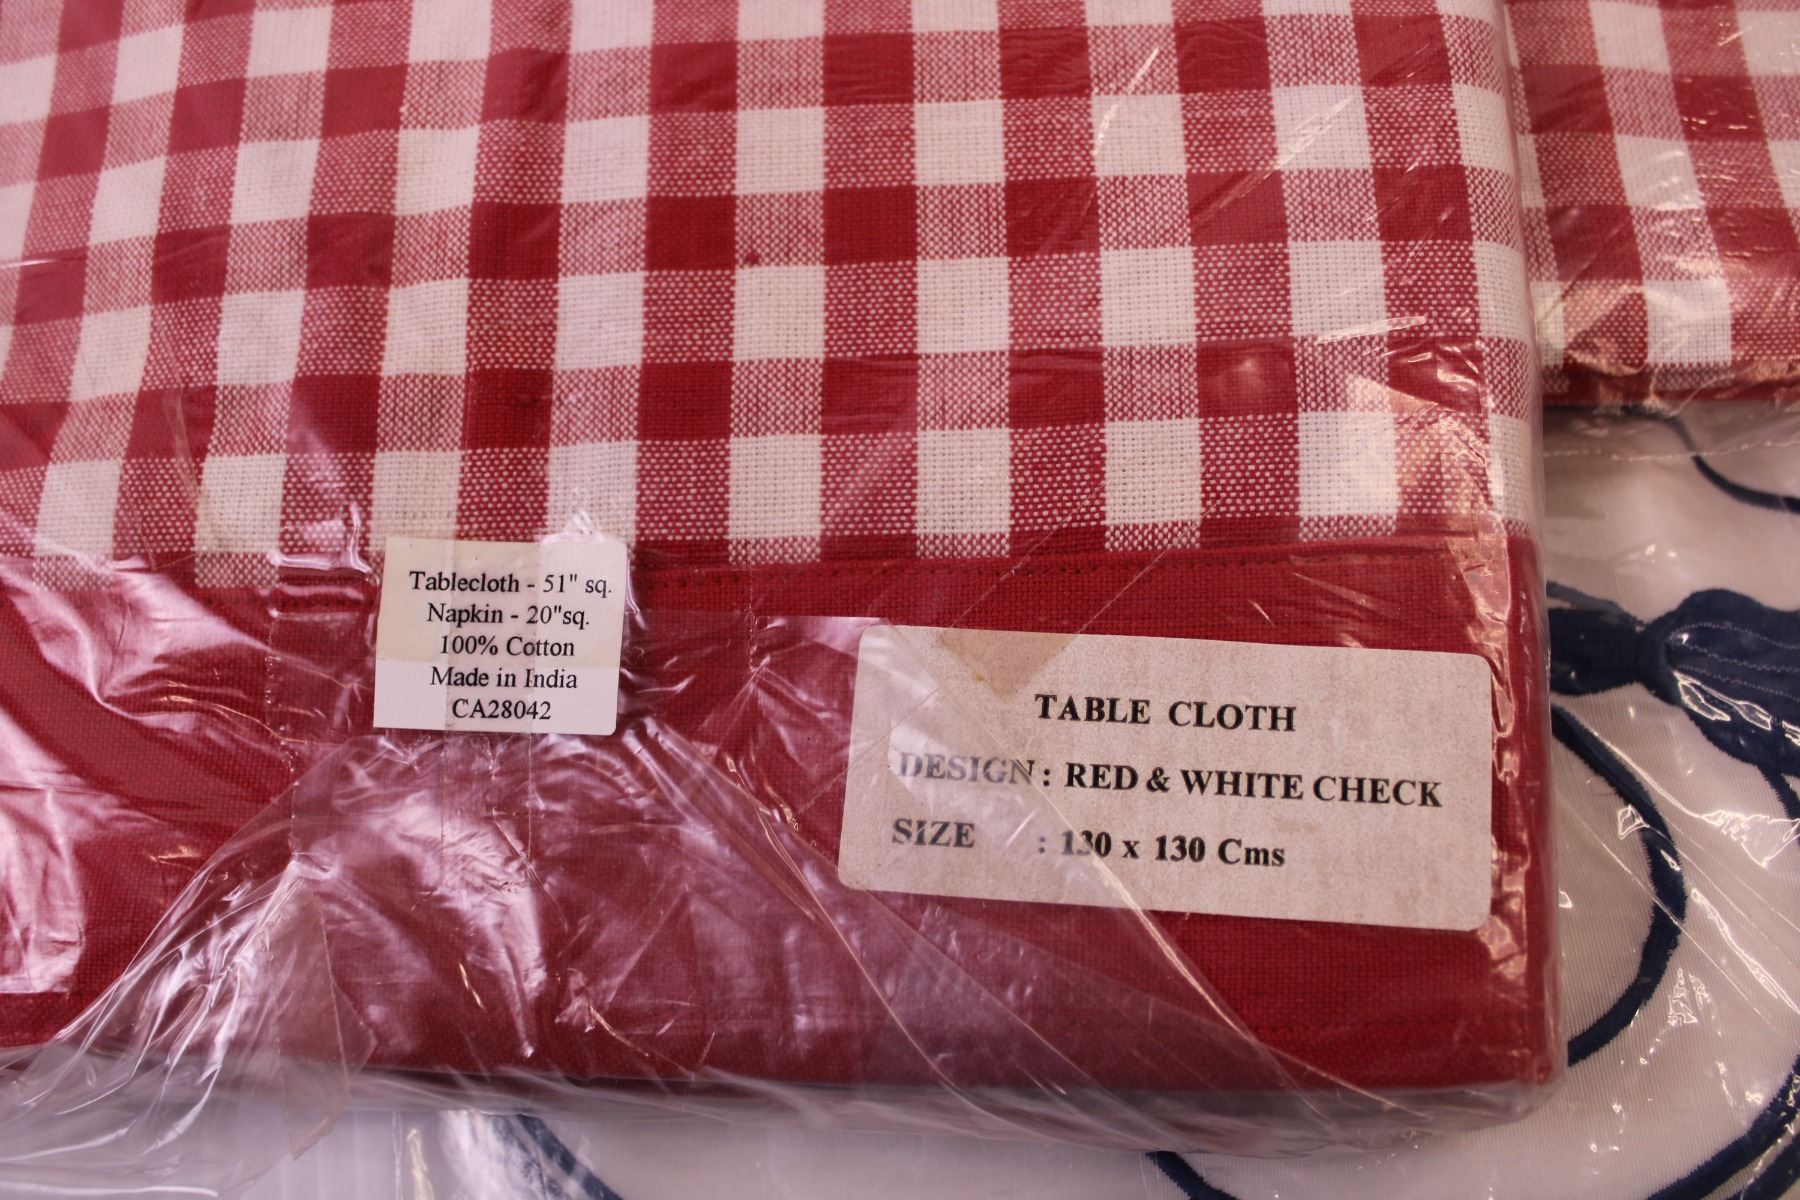 Tablecloth - 51" sq.
Napkin - 20"sq.
100% Cotton
Made in India
CA28042
TABLE CLOTH
DESIGN : RED & WHITE CHECK
SIZE : 130 x 130 Cms